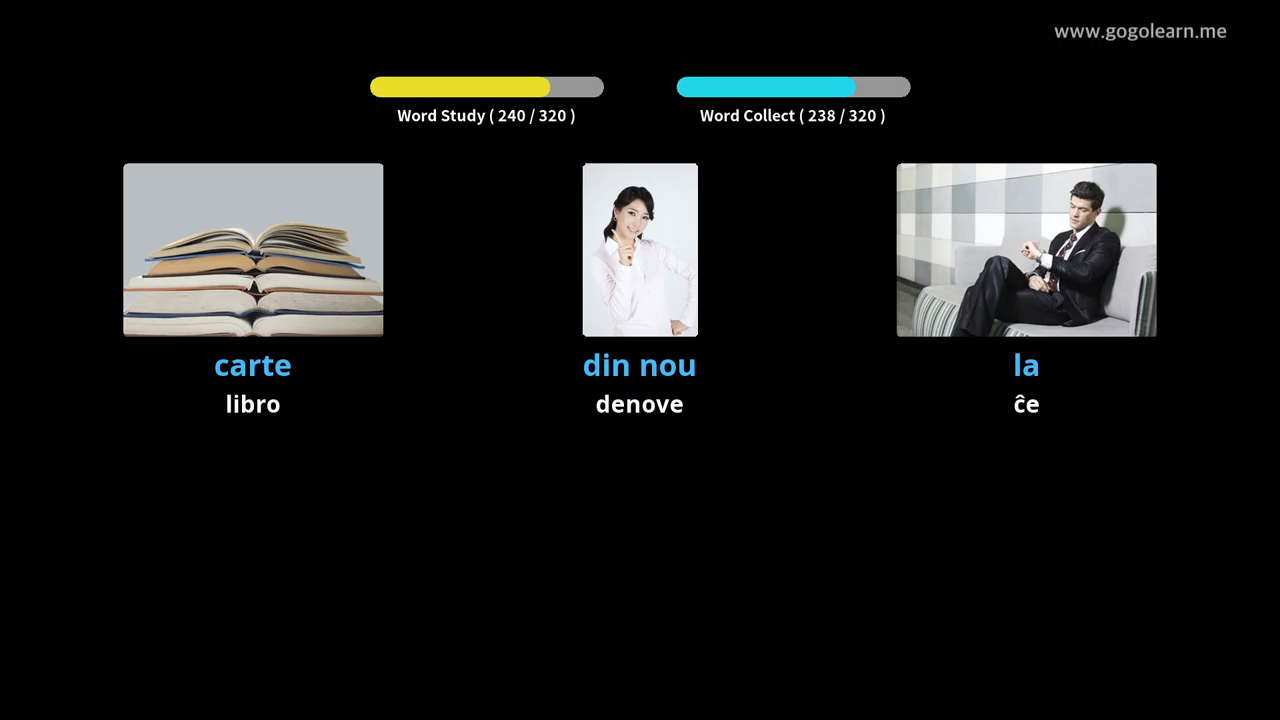 www.gogolearn.me
Word Study ( 240 / 320 )
Word Collect ( 238 / 320 )
carte
libro
din nou
denove
la
ĉe